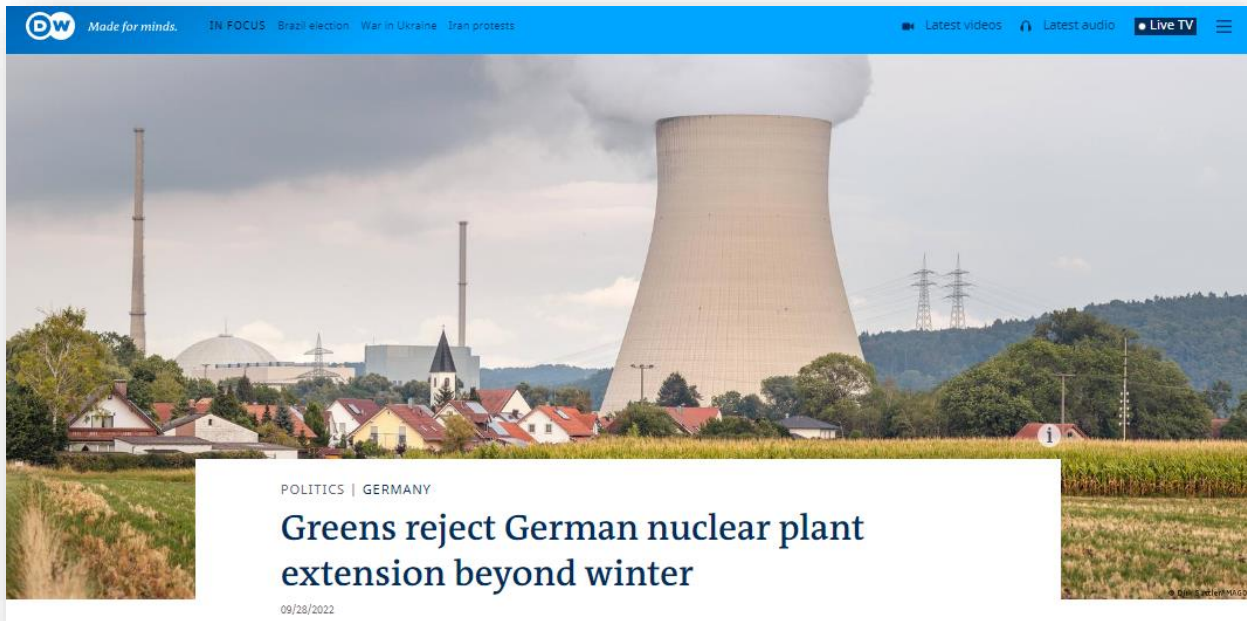 DW Made for minds. IN FOCUS Brazil election War in Ukraine Iran protests Latest videos Latest audio Live TV
i
POLITICS | GERMANY
Greens reject German nuclear plant
extension beyond winter
09/28/2022